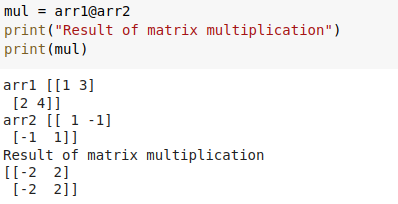 mul = arr1@arr2
print("Result of matrix multiplication")
print(mul)
arr1 [[1 3]
 [2 4]]
arr2 [[ 1 -1]
 [-1  1]]
Result of matrix multiplication
[[-2  2]
 [-2  2]]